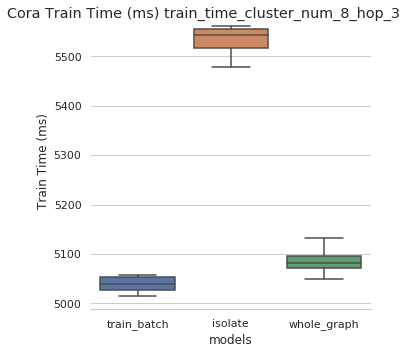 Cora Train Time (ms) train_time_cluster_num_8_hop_3
5500
5400
5300
5200
5100
5000
Train Time (ms)
train_batch
isolate
whole_graph
models